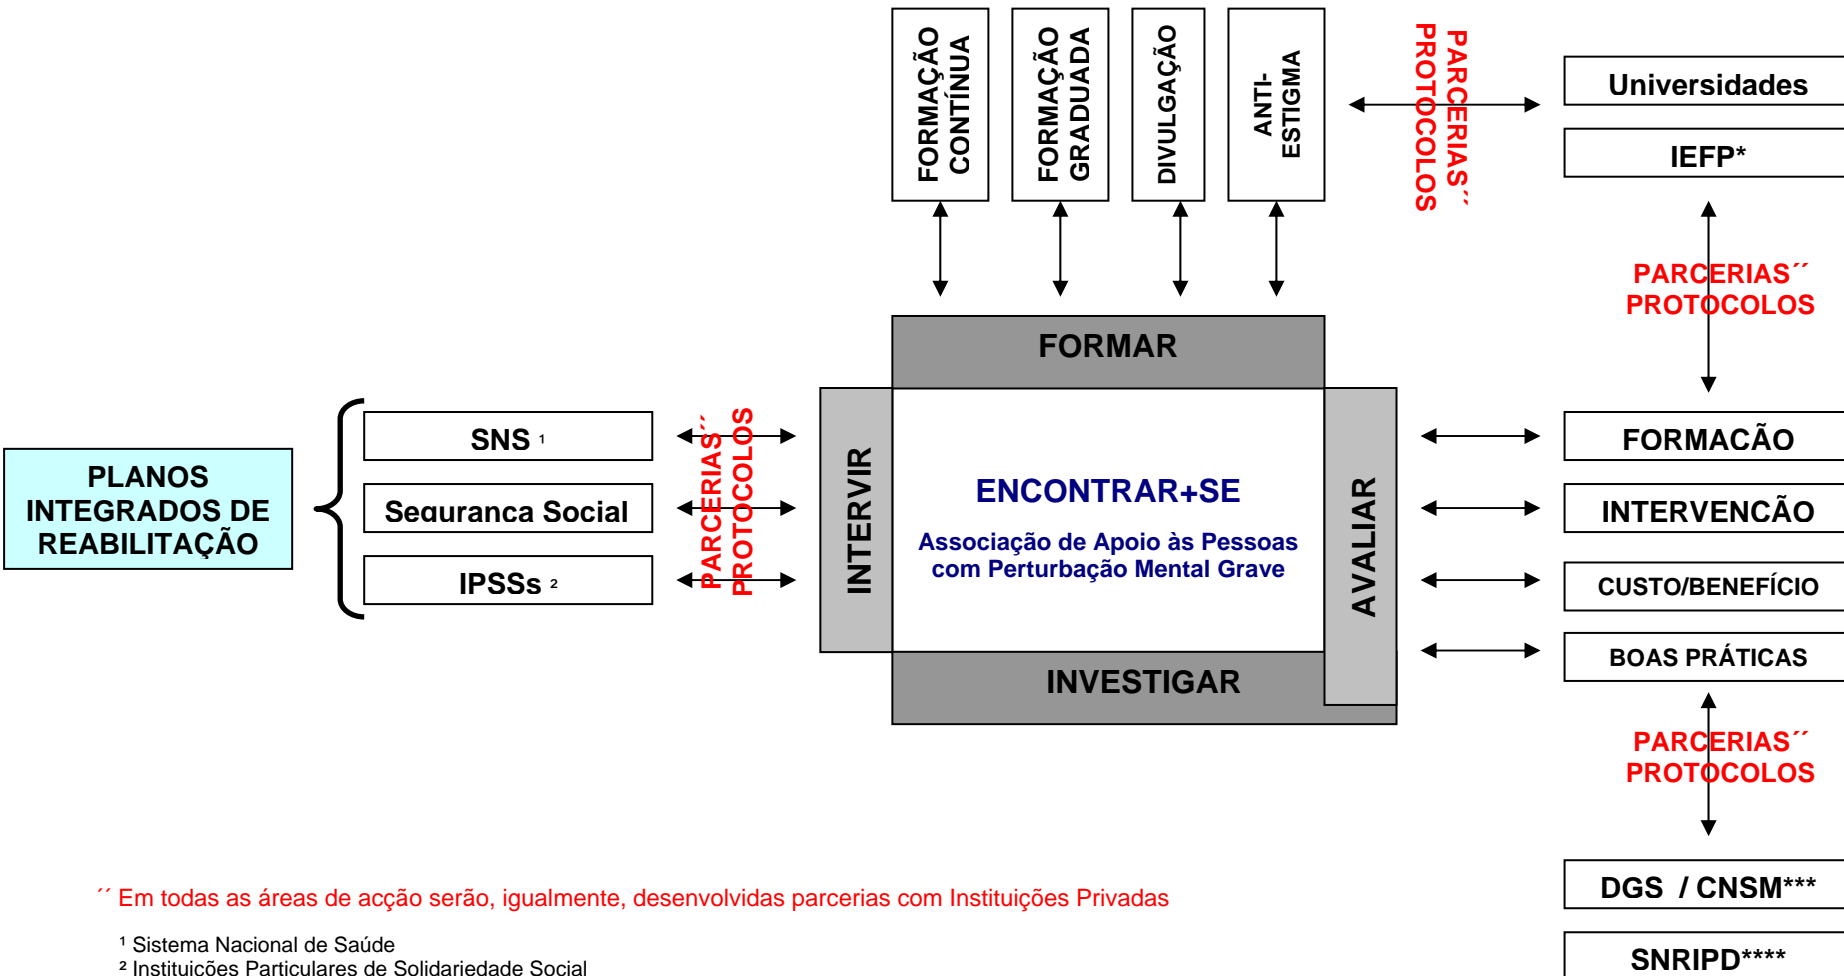 FORMAÇÃO
CONTÍNUA
FORMAÇÃO
GRADUADA
DIVULGAÇÃO
ANTI-
ESTIGMA
PARCERIAS´´
PROTOCOLOS
Universidades
IEFP*
PARCERIAS´´
PROTOCOLOS
FORMAR
PLANOS
INTEGRADOS DE
REABILITAÇÃO
SNS ¹
Segurança Social
IPSSs ²
PARCERIAS´´
PROTOCOLOS
INTERVIR
ENCONTRAR+SE
Associação de Apoio às Pessoas
com Perturbação Mental Grave
AVALIAR
FORMAÇÃO
INTERVENÇÃO
CUSTO/BENEFÍCIO
BOAS PRÁTICAS
INVESTIGAR
PARCERIAS´´
PROTOCOLOS
DGS / CNSM***
SNRIPD****
´´ Em todas as áreas de acção serão, igualmente, desenvolvidas parcerias com Instituições Privadas
¹ Sistema Nacional de Saúde
² Instituições Particulares de Solidariedade Social